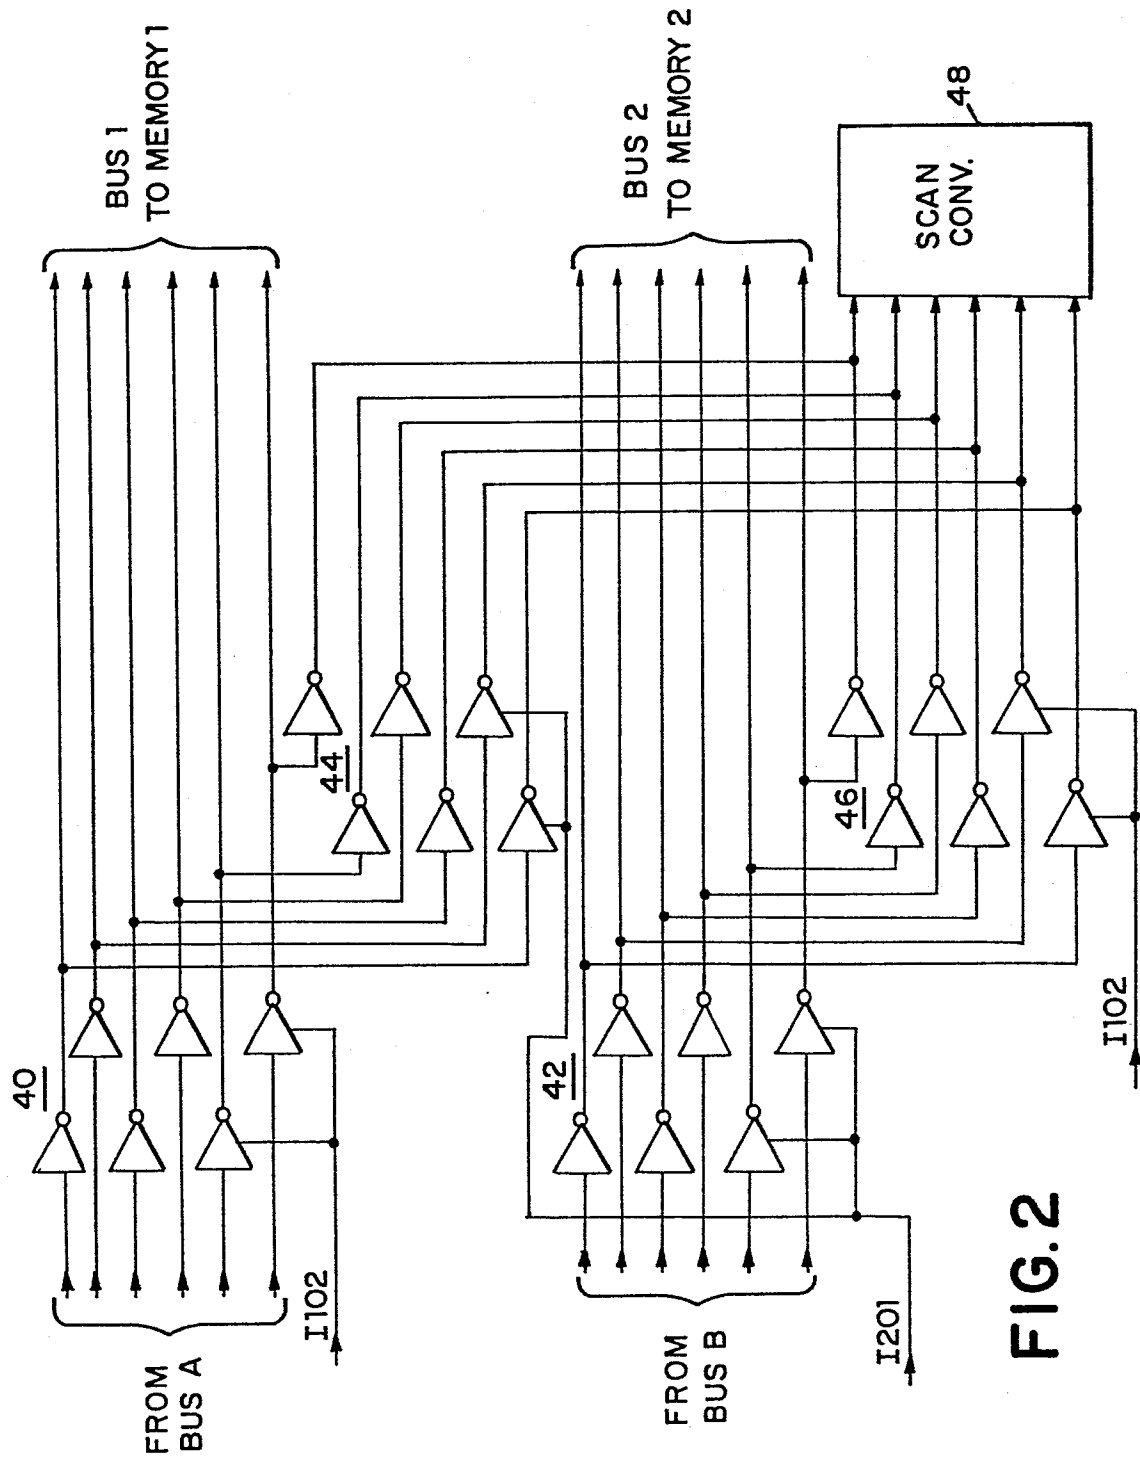 BUS 1
TO MEMORY 1
40
44
FROM
BUS A
I102
BUS 2
TO MEMORY 2
42
46
SCAN
CONV.
48
FROM
BUS B
I201
I102
FIG. 2